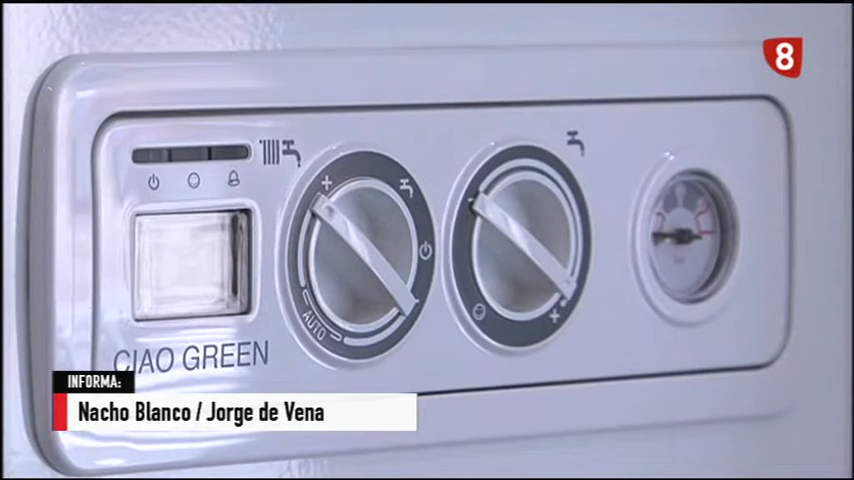 8
AUTO
CIAO GREEN
INFORMA:
Nacho Blanco / Jorge de Vena